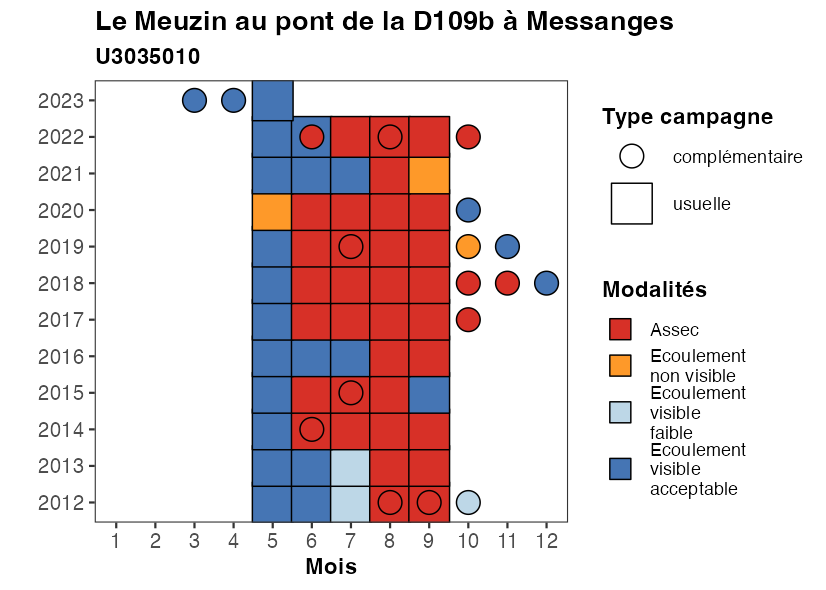 Le Meuzin au pont de la D109b à Messanges
U3035010
2023
2022
2021
2020
2019
2018
2017
2016
2015
2014
2013
2012
1 2 3 4 5 6 7 8 9 10 11 12
Mois
Type campagne
complémentaire
usuelle
Modalités
Assec
Ecoulement
non visible
Ecoulement
visible
faible
Ecoulement
visible
acceptable